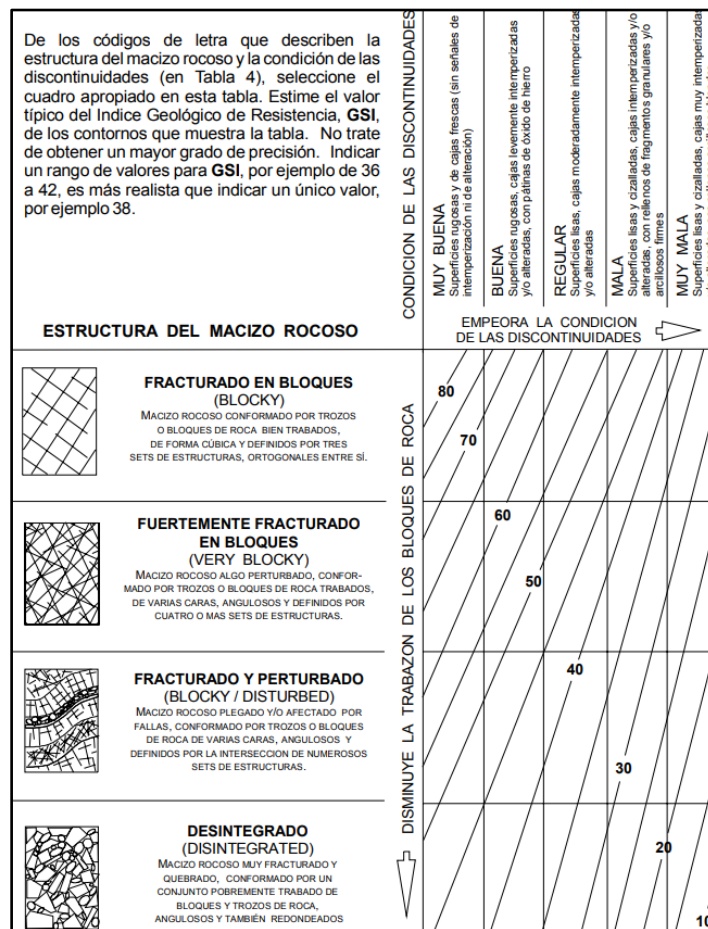 De los códigos de letra que describen la
estructura del macizo rocoso y la condición de las
discontinuidades (en Tabla 4), seleccione el
cuadro apropiado en esta tabla. Estime el valor
típico del Indice Geológico de Resistencia, GSI,
de los contornos que muestra la tabla. No trate
de obtener un mayor grado de precisión. Indicar
un rango de valores para GSI, por ejemplo de 36
a 42, es más realista que indicar un único valor,
por ejemplo 38.
CONDICION DE LAS DISCONTINUIDADES
MUY BUENA
Superficies rugosas y de cajas frescas (sin señales de
intemperización ni de alteración)
BUENA
Superficies rugosas, cajas levemente intemperizadas
y/o alteradas, con pátinas de óxido de hierro
REGULAR
Superficies lisas, cajas moderadamente intemperizadas
y/o alteradas
MALA
Superficies lisas y cizalladas, cajas intemperizadas y/o
alteradas, con rellenos de fragmentos granulares y/o
arcillosos firmes
MUY MALA
Superficies lisas y cizalladas, cajas muy intemperizadas
ESTRUCTURA DEL MACIZO ROCOSO
EMPEORA LA CONDICION
DE LAS DISCONTINUIDADES
DISMINUYE LA TRABAZON DE LOS BLOQUES DE ROCA
FRACTURADO EN BLOQUES
(BLOCKY)
MACIZO ROCOSO CONFORMADO POR TROZOS
O BLOQUES DE ROCA BIEN TRABADOS,
DE FORMA CÚBICA Y DEFINIDOS POR TRES
SETS DE ESTRUCTURAS, ORTOGONALES ENTRE SÍ.
80
70
FUERTEMENTE FRACTURADO
EN BLOQUES
(VERY BLOCKY)
MACIZO ROCOSO ALGO PERTURBADO, CONFOR-
MADO POR TROZOS O BLOQUES DE ROCA TRABADOS,
DE VARIAS CARAS, ANGULOSOS Y DEFINIDOS POR
CUATRO O MAS SETS DE ESTRUCTURAS.
60
50
FRACTURADO Y PERTURBADO
(BLOCKY / DISTURBED)
MACIZO ROCOSO PLEGADO Y/O AFECTADO POR
FALLAS, CONFORMADO POR TROZOS O BLOQUES
DE ROCA DE VARIAS CARAS, ANGULOSOS Y
DEFINIDOS POR LA INTERSECCION DE NUMEROSOS
SETS DE ESTRUCTURAS.
40
30
DESINTEGRADO
(DISINTEGRATED)
MACIZO ROCOSO MUY FRACTURADO Y
QUEBRADO, CONFORMADO POR UN
CONJUNTO POBREMENTE TRABADO DE
BLOQUES Y TROZOS DE ROCA,
ANGULOSOS Y TAMBIÉN REDONDEADOS
20
10